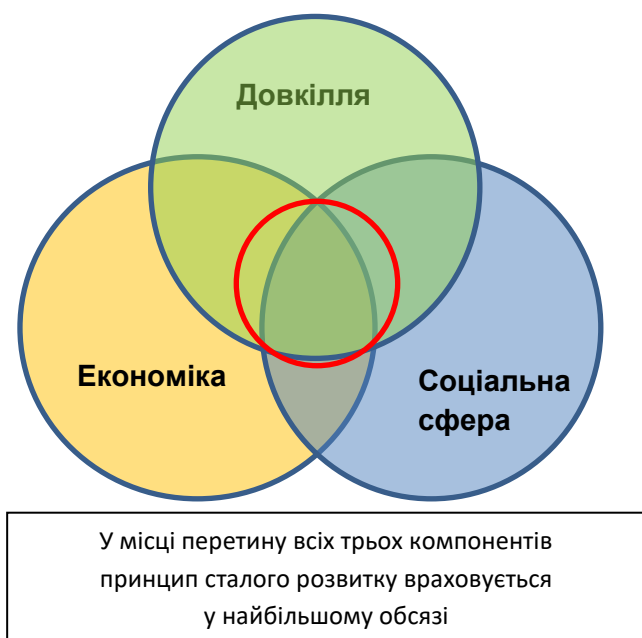 Довкілля
Економіка
Соціальна
сфера
У місці перетину всіх трьох компонентів
принцип сталого розвитку враховується
у найбільшому обсязі